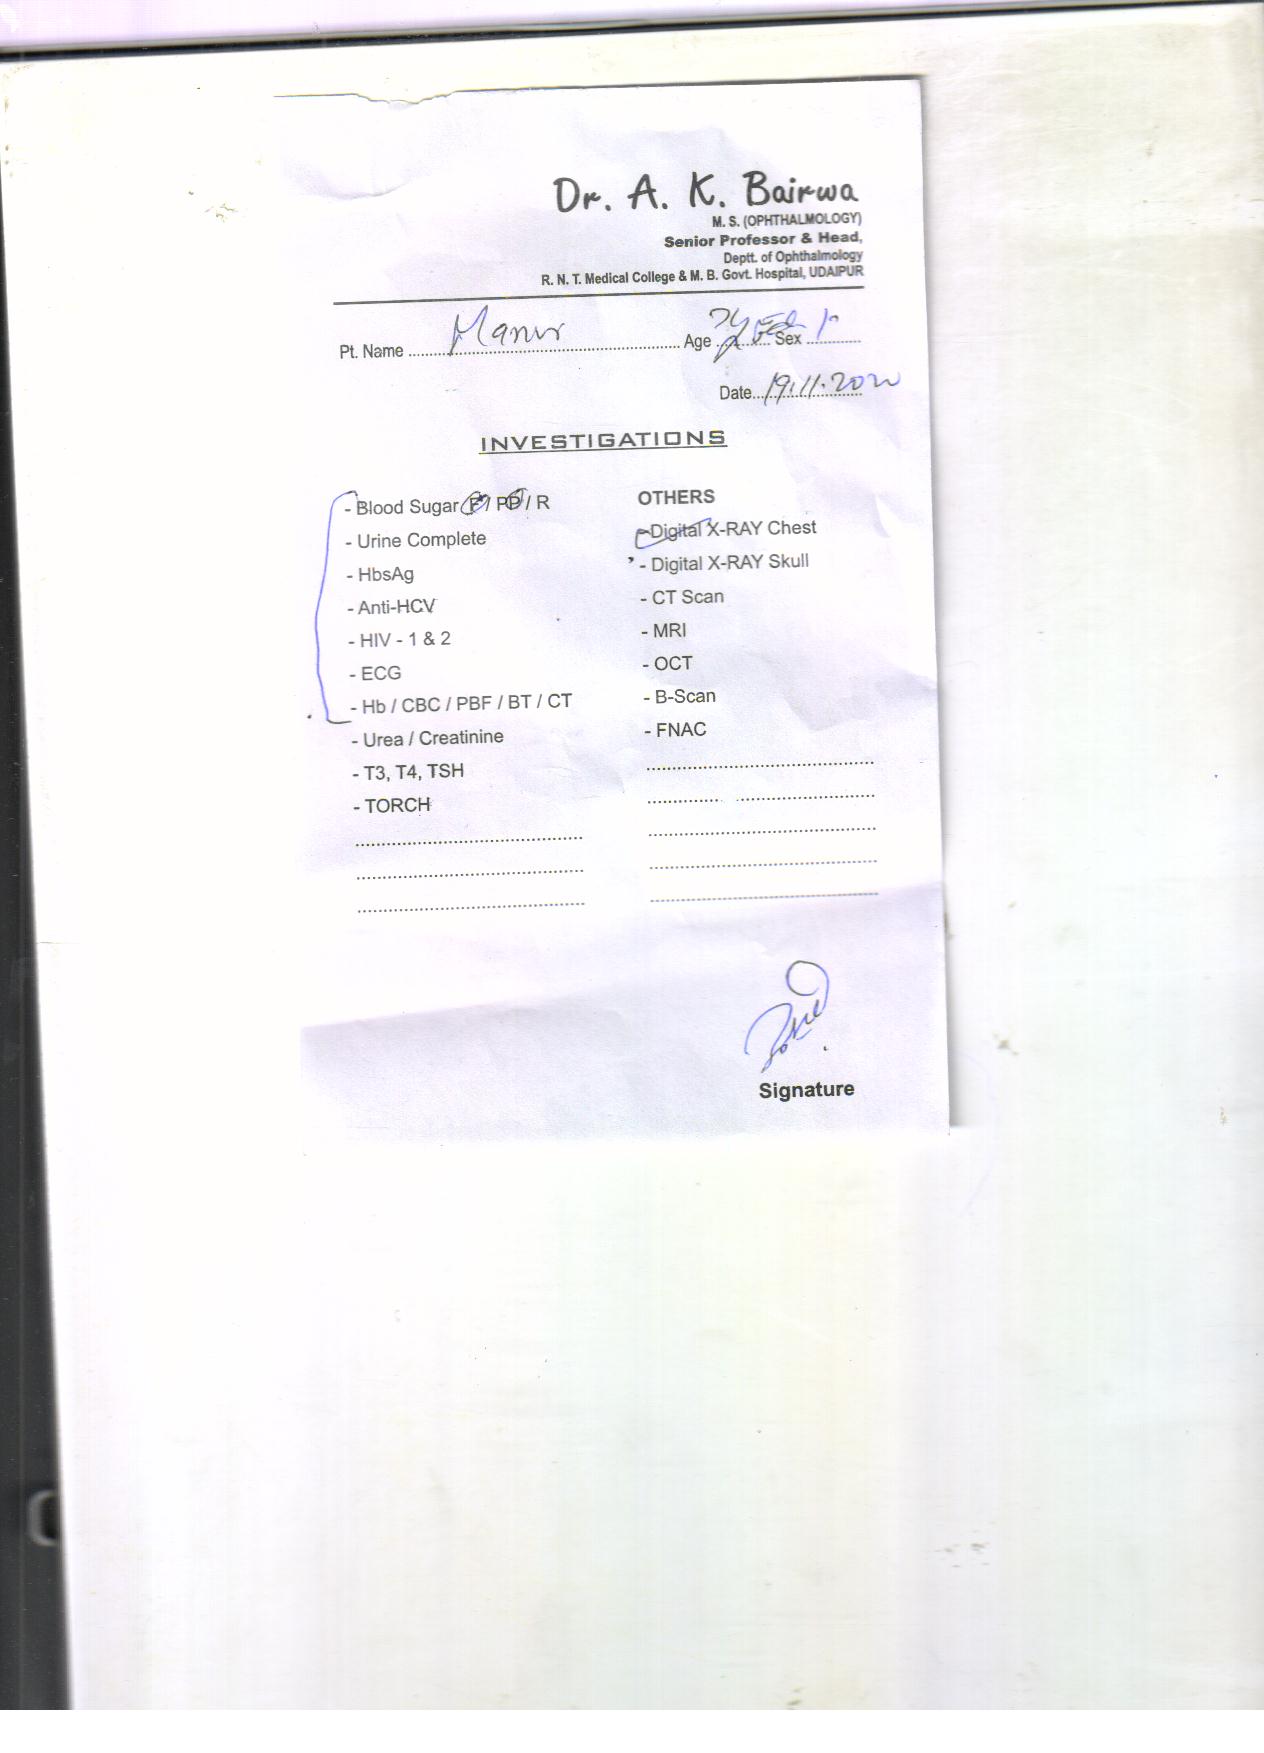 Dr. A. K. Bairwa
M. S. (OPHTHALMOLOGY)
Senior Professor & Head,
Deptt. of Ophthalmology
R. N. T. Medical College & M. B. Govt. Hospital, UDAIPUR
Pt. Name Age Sex
Date 19.11.20
INVESTIGATIONS
- Blood Sugar F / PP / R
- Urine Complete
- HbsAg
- Anti-HCV
- HIV - 1 & 2
- ECG
- Hb / CBC / PBF / BT / CT
- Urea / Creatinine
- T3, T4, TSH
- TORCH
OTHERS
- Digital X-RAY Chest
- Digital X-RAY Skull
- CT Scan
- MRI
- OCT
- B-Scan
- FNAC
Signature